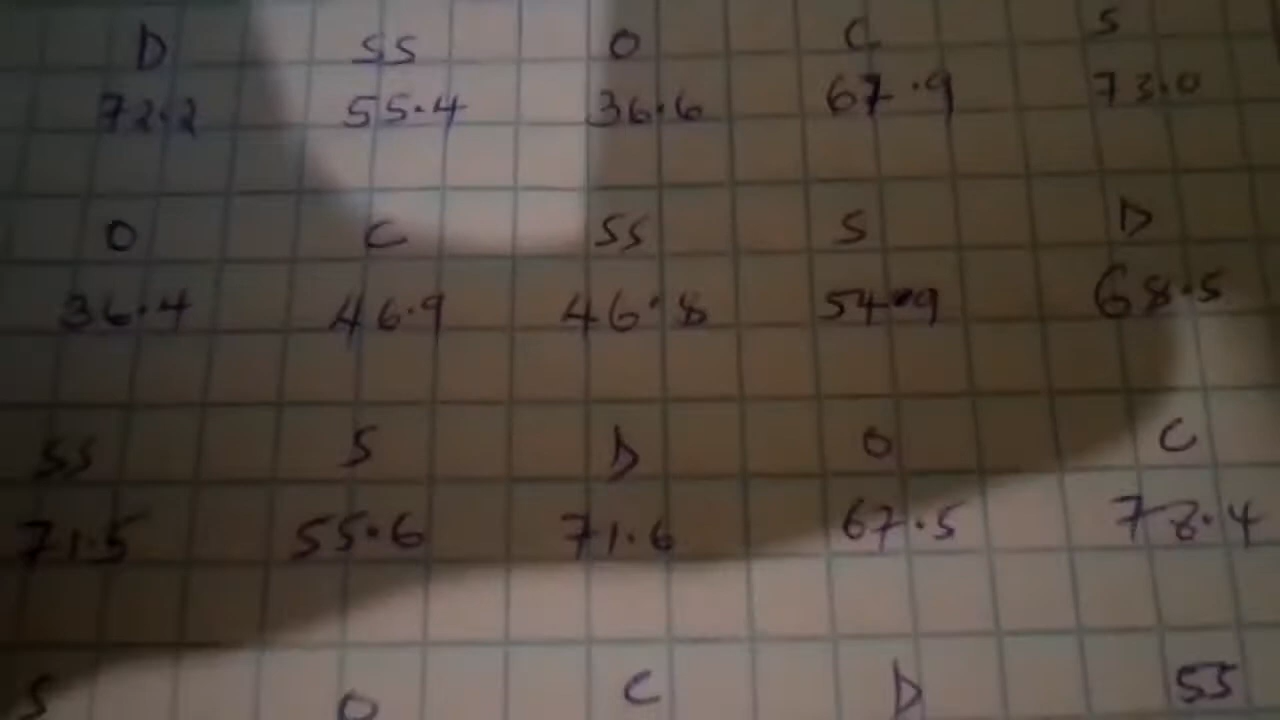 D SS O C S
72.2 55.4 36.6 67.9 73.0
O C SS S D
36.4 46.9 46.8 54.9 68.5
SS S D O C
71.5 55.6 71.6 67.5 78.4
S O C D SS